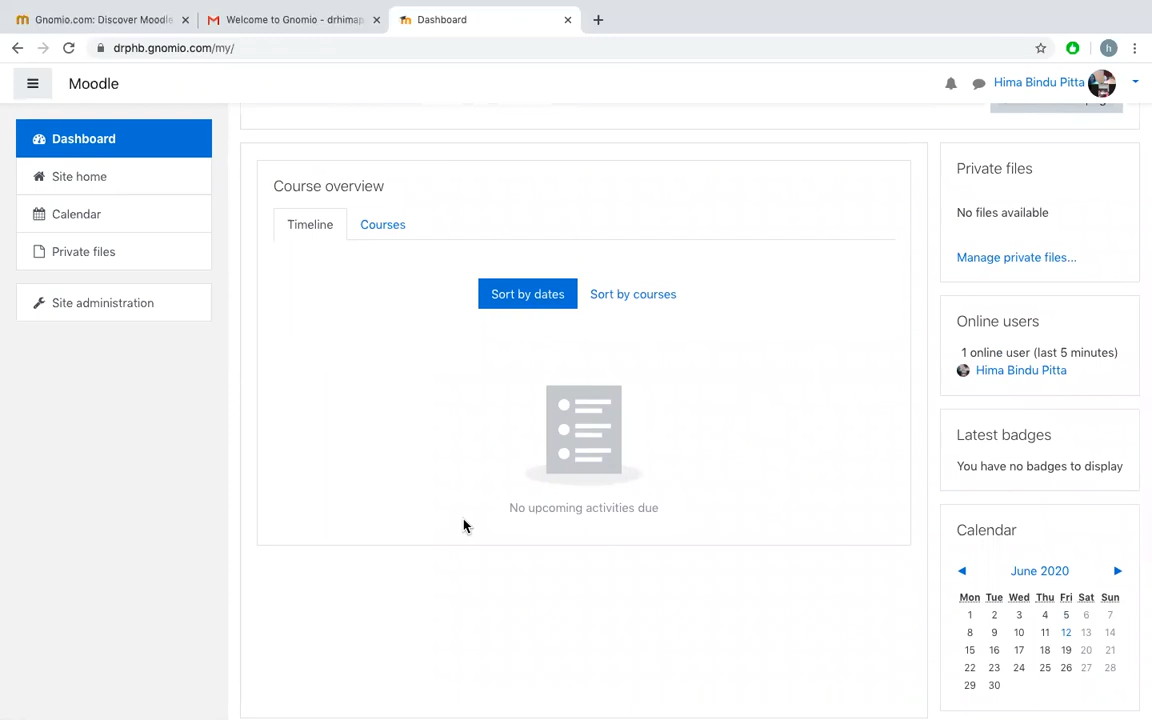 Gnomio.com: Discover Moodle
Welcome to Gnomio - drhimap
Dashboard
drphb.gnomio.com/my/
h
Moodle
Hima Bindu Pitta
Dashboard
Site home
Calendar
Private files
Site administration
Course overview
Timeline
Courses
Sort by dates
Sort by courses
No upcoming activities due
Private files
No files available
Manage private files...
Online users
1 online user (last 5 minutes)
Hima Bindu Pitta
Latest badges
You have no badges to display
Calendar
◄ June 2020 ►
Mon Tue Wed Thu Fri Sat Sun
1 2 3 4 5 6 7
8 9 10 11 12 13 14
15 16 17 18 19 20 21
22 23 24 25 26 27 28
29 30